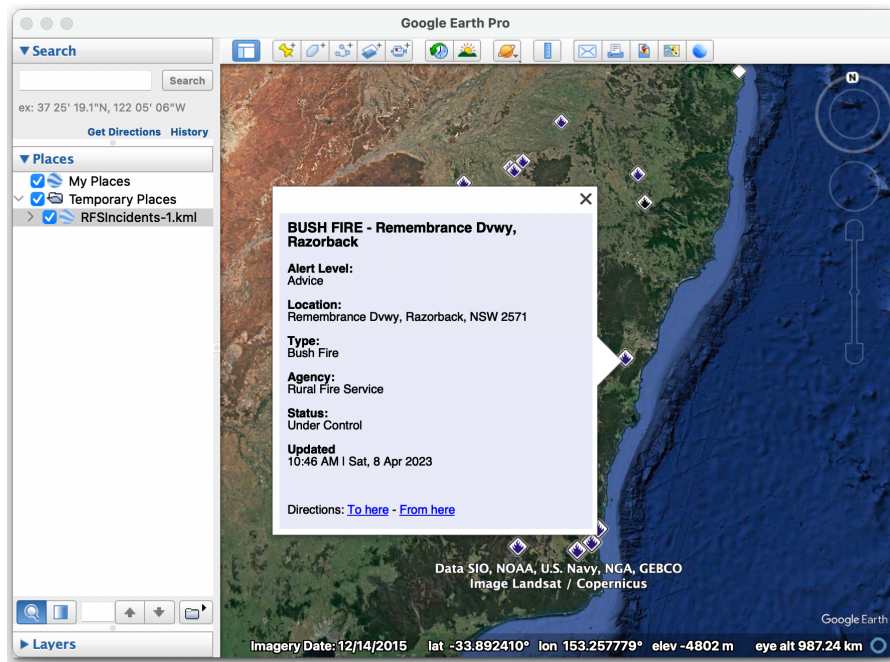 Google Earth Pro
Search
Search
ex: 37 25' 19.1"N, 122 05' 06"W
Get Directions History
Places
My Places
Temporary Places
RFSIncidents-1.kml
Layers
N
BUSH FIRE - Remembrance Dvwy,
Razorback
Alert Level:
Advice
Location:
Remembrance Dvwy, Razorback, NSW 2571
Type:
Bush Fire
Agency:
Rural Fire Service
Status:
Under Control
Updated
10:46 AM | Sat, 8 Apr 2023
Directions: To here - From here
Data SIO, NOAA, U.S. Navy, NGA, GEBCO
Image Landsat / Copernicus
Google Earth
Imagery Date: 12/14/2015 lat -33.892410° lon 153.257779° elev -4802 m eye alt 987.24 km